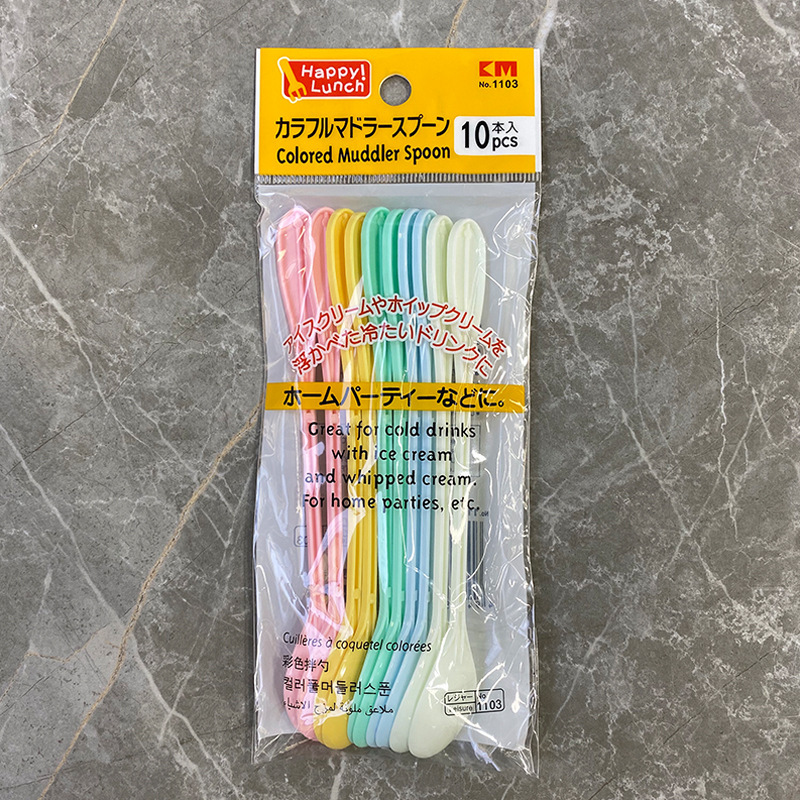 Happy!
Lunch
KM
No.1103
カラフルマドラースプーン
Colored Muddler Spoon
10本入
pcs
アイスクリームやホイップクリームを
浮かべた冷たいドリンクに
ホームパーティーなどに。
Great for cold drinks
with ice cream
and whipped cream.
For home parties, etc.
Cuillères à coquetel colorées
彩色拌勺
컬러풀머들러스푼
ملاعق ملونة لمزج الاشياء
レジャー No
Leisure 1103